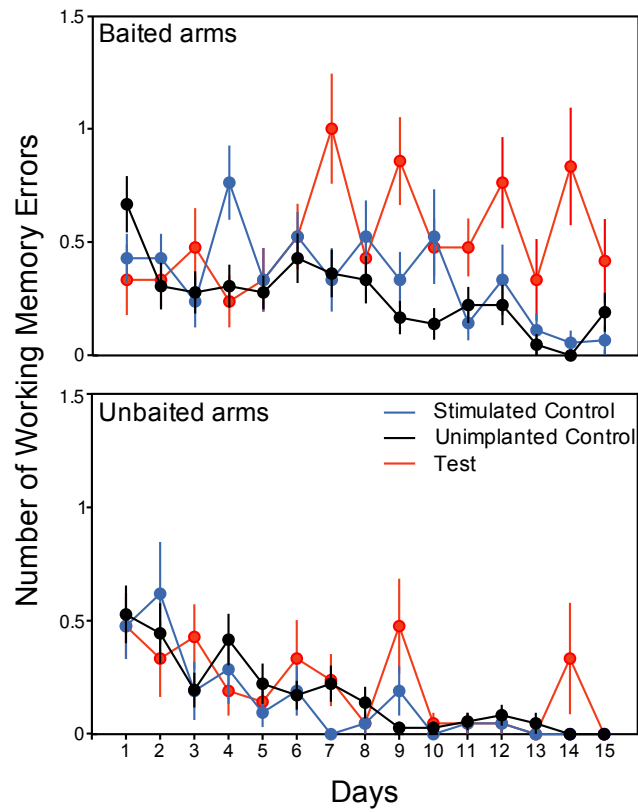 Number of Working Memory Errors
1.5
Baited arms
1
0.5
0
1.5
Unbaited arms
Stimulated Control
Unimplanted Control
Test
1
0.5
0
1 2 3 4 5 6 7 8 9 10 11 12 13 14 15
Days